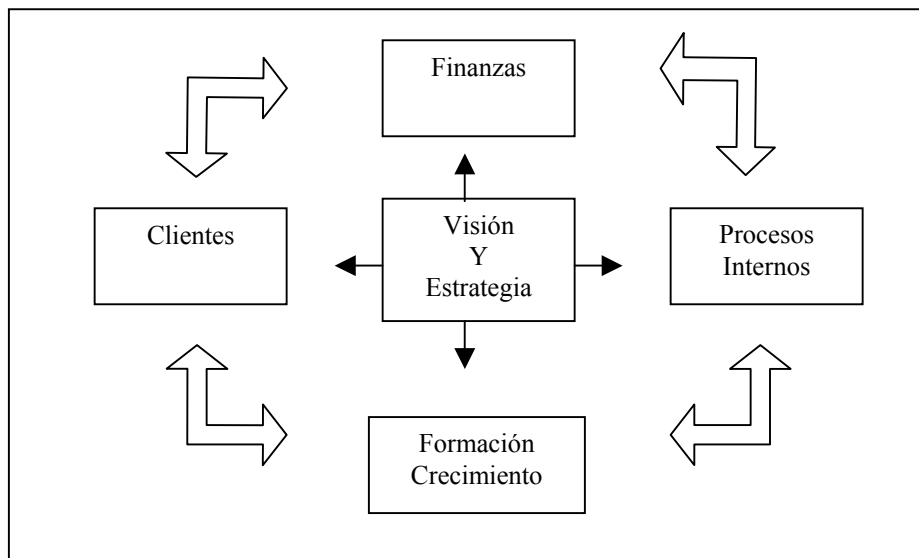 Finanzas
Clientes
Visión
Y
Estrategia
Procesos
Internos
Formación
Crecimiento